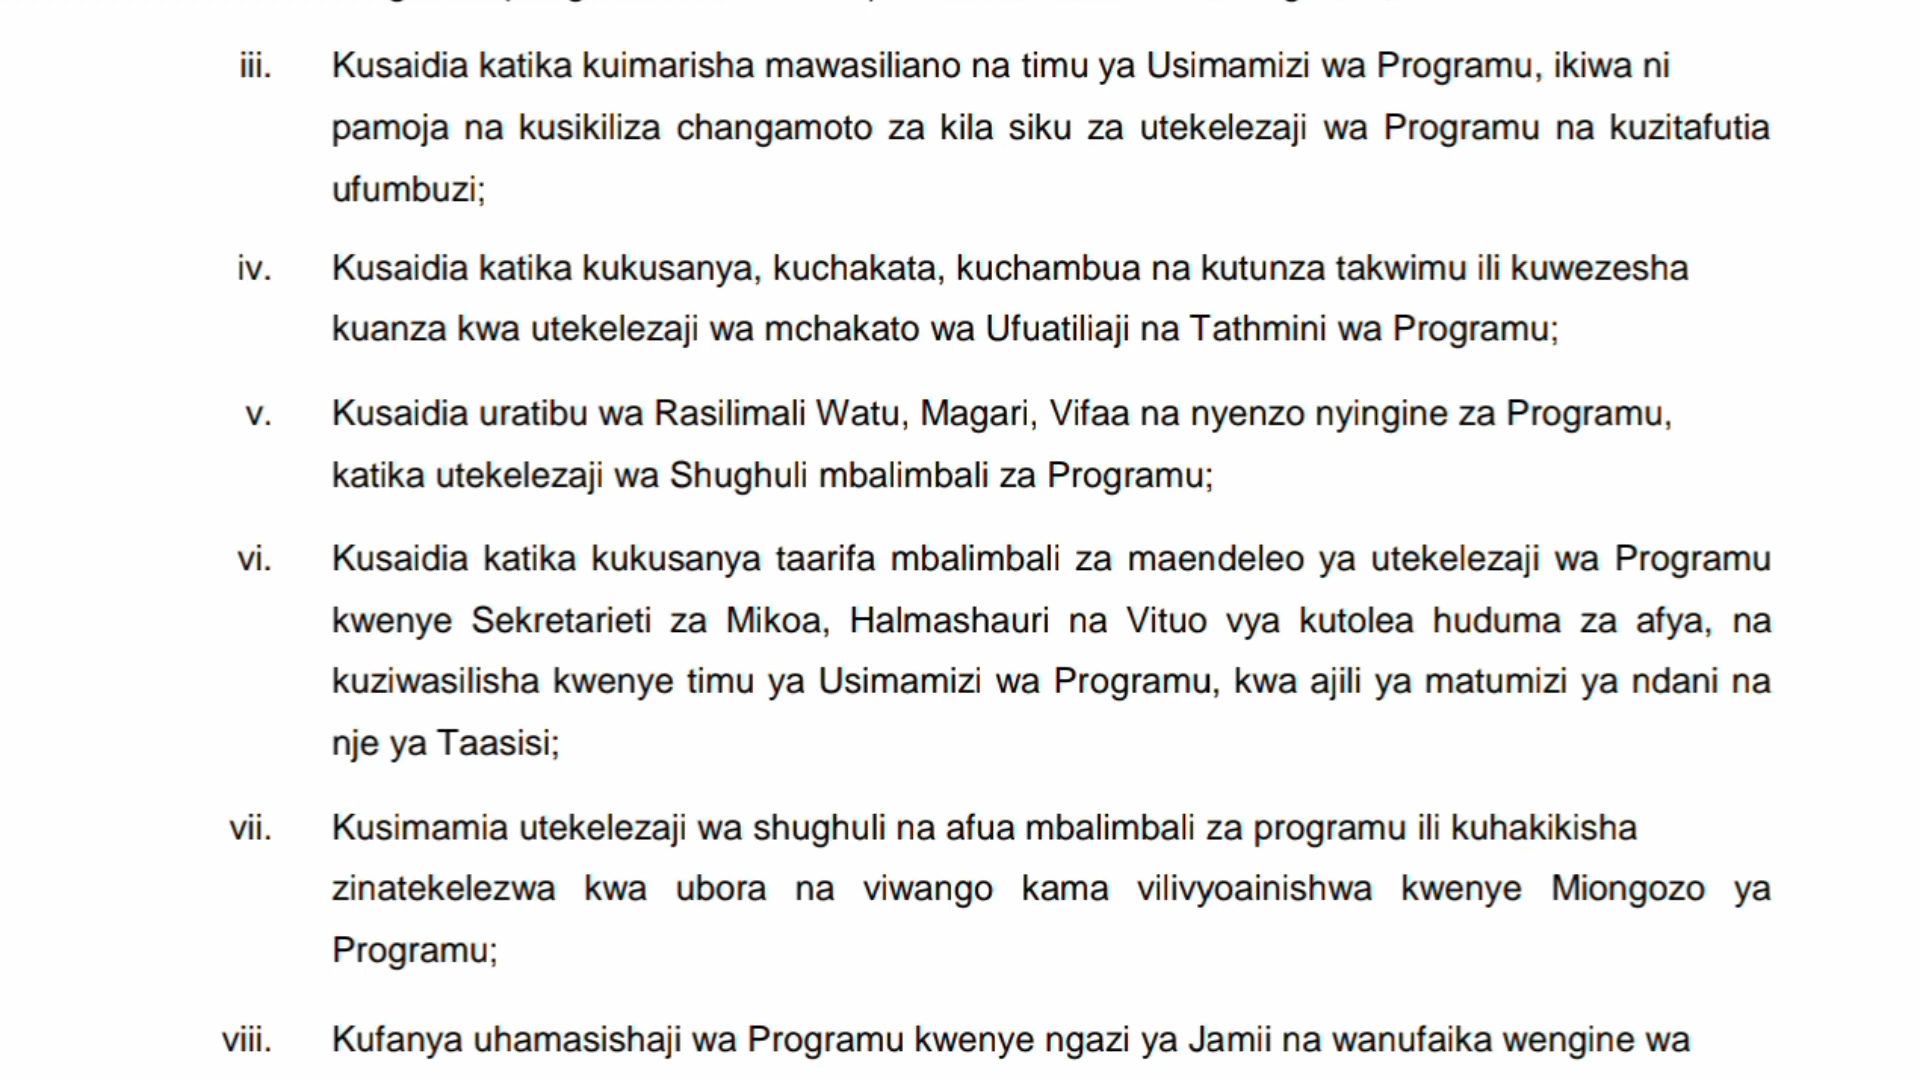 iii. Kusaidia katika kuimarisha mawasiliano na timu ya Usimamizi wa Programu, ikiwa ni
pamoja na kusikiliza changamoto za kila siku za utekelezaji wa Programu na kuzitafutia
ufumbuzi;
iv. Kusaidia katika kukusanya, kuchakata, kuchambua na kutunza takwimu ili kuwezesha
kuanza kwa utekelezaji wa mchakato wa Ufuatiliaji na Tathmini wa Programu;
v. Kusaidia uratibu wa Rasilimali Watu, Magari, Vifaa na nyenzo nyingine za Programu,
katika utekelezaji wa Shughuli mbalimbali za Programu;
vi. Kusaidia katika kukusanya taarifa mbalimbali za maendeleo ya utekelezaji wa Programu
kwenye Sekretarieti za Mikoa, Halmashauri na Vituo vya kutolea huduma za afya, na
kuziwasilisha kwenye timu ya Usimamizi wa Programu, kwa ajili ya matumizi ya ndani na
nje ya Taasisi;
vii. Kusimamia utekelezaji wa shughuli na afua mbalimbali za programu ili kuhakikisha
zinatekelezwa kwa ubora na viwango kama vilivyoainishwa kwenye Miongozo ya
Programu;
viii. Kufanya uhamasishaji wa Programu kwenye ngazi ya Jamii na wanufaika wengine wa